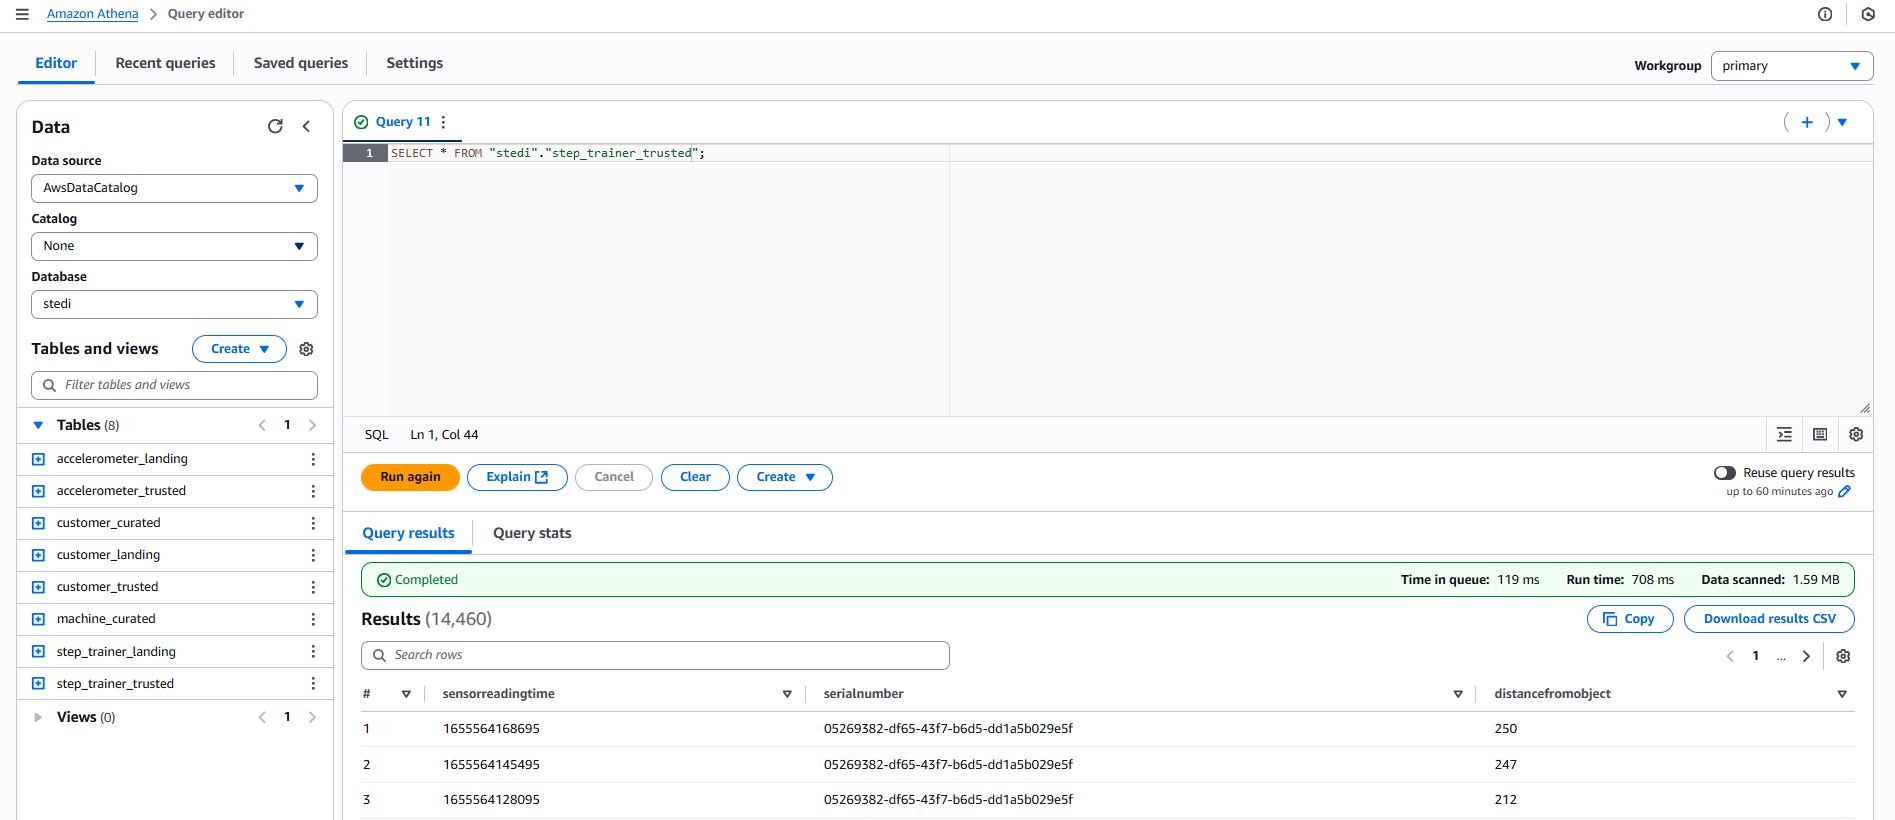 Amazon Athena > Query editor
Editor Recent queries Saved queries Settings
Workgroup primary
Data
Data source
AwsDataCatalog
Catalog
None
Database
stedi
Tables and views Create
Filter tables and views
Tables (8) < 1 >
accelerometer_landing
accelerometer_trusted
customer_curated
customer_landing
customer_trusted
machine_curated
step_trainer_landing
step_trainer_trusted
Views (0) < 1 >
Query 11
1 SELECT * FROM "stedi"."step_trainer_trusted";
SQL Ln 1, Col 44
Run again Explain Cancel Clear Create
Reuse query results
up to 60 minutes ago
Query results Query stats
Completed Time in queue: 119 ms Run time: 708 ms Data scanned: 1.59 MB
Results (14,460) Copy Download results CSV
Search rows < 1 ... >
# sensorreadingtime serialnumber distancefromobject
1 1655564168695 05269382-df65-43f7-b6d5-dd1a5b029e5f 250
2 1655564145495 05269382-df65-43f7-b6d5-dd1a5b029e5f 247
3 1655564128095 05269382-df65-43f7-b6d5-dd1a5b029e5f 212